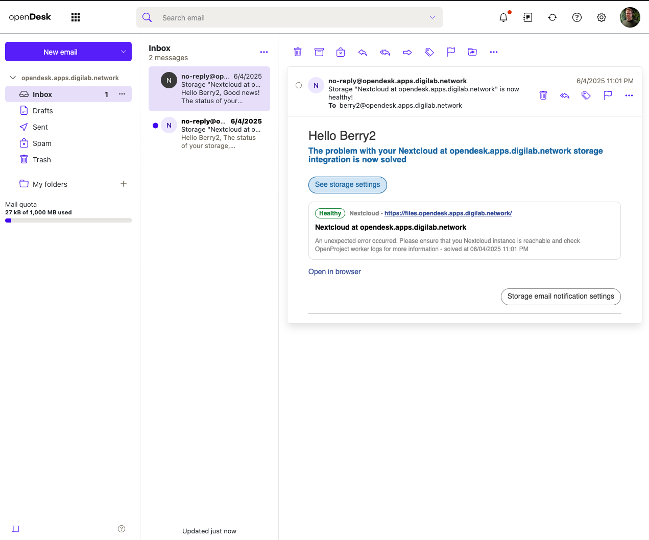 openDesk
Search email
New email
opendesk.apps.digilab.network
Inbox
1
Drafts
Sent
Spam
Trash
My folders
Mail quota
27 kB of 1,000 MB used
Inbox
2 messages
N
no-reply@op... 6/4/2025
Storage "Nextcloud at o...
Hello Berry2, Good news!
The status of your...
N
no-reply@o... 6/4/2025
Storage "Nextcloud at o...
Hello Berry2, The status
of your storage,...
Updated just now
N
no-reply@opendesk.apps.digilab.network
6/4/2025 11:01 PM
Storage "Nextcloud at opendesk.apps.digilab.network" is now
healthy!
To berry2@opendesk.apps.digilab.network
Hello Berry2
The problem with your Nextcloud at opendesk.apps.digilab.network storage
integration is now solved
See storage settings
Healthy Nextcloud - https://files.opendesk.apps.digilab.network/
Nextcloud at opendesk.apps.digilab.network
An unexpected error occurred. Please ensure that you Nextcloud instance is reachable and check
OpenProject worker logs for more information - solved at 06/04/2025 11:01 PM
Open in browser
Storage email notification settings